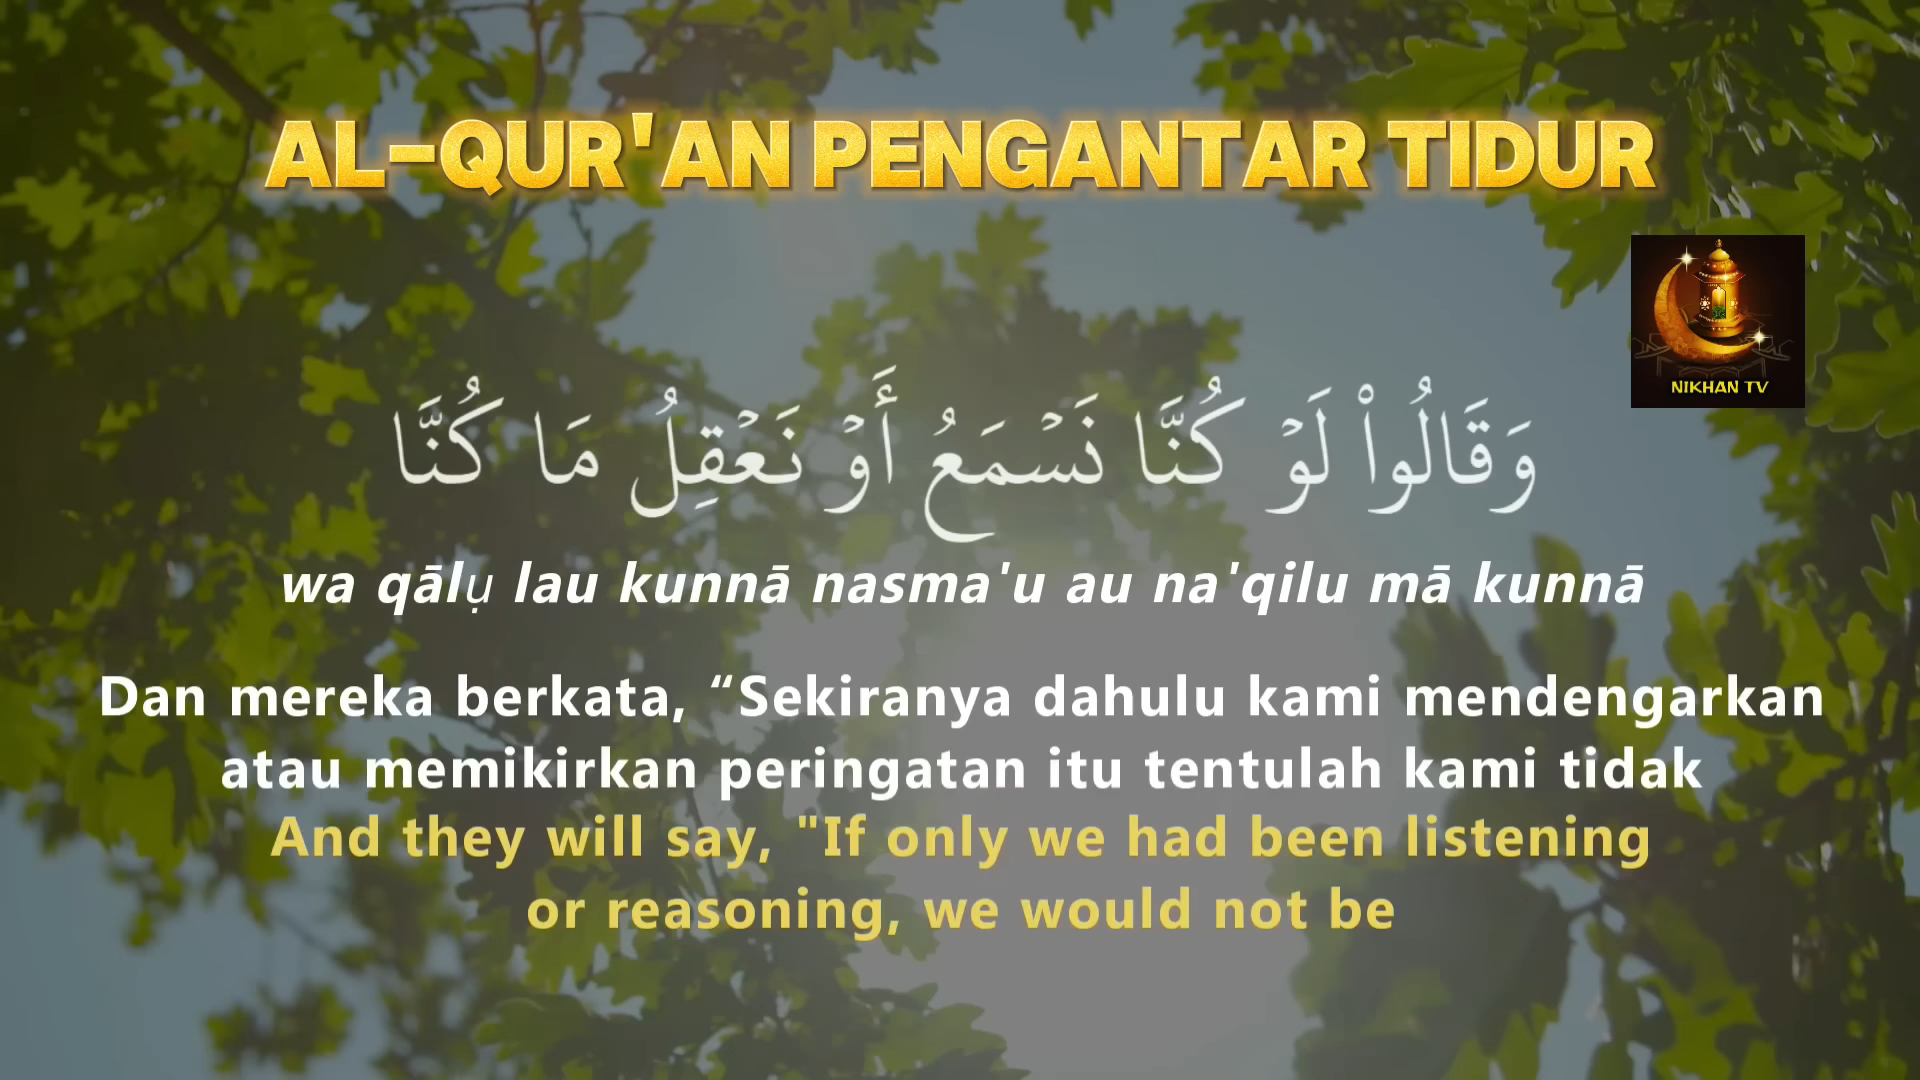 AL-QUR'AN PENGANTAR TIDUR
NIKHAN TV
وَقَالُوا۟ لَوْ كُنَّا نَسْمَعُ أَوْ نَعْقِلُ مَا كُنَّا
wa qālụ lau kunnā nasma'u au na'qilu mā kunnā
Dan mereka berkata, “Sekiranya dahulu kami mendengarkan
atau memikirkan peringatan itu tentulah kami tidak
And they will say, "If only we had been listening
or reasoning, we would not be